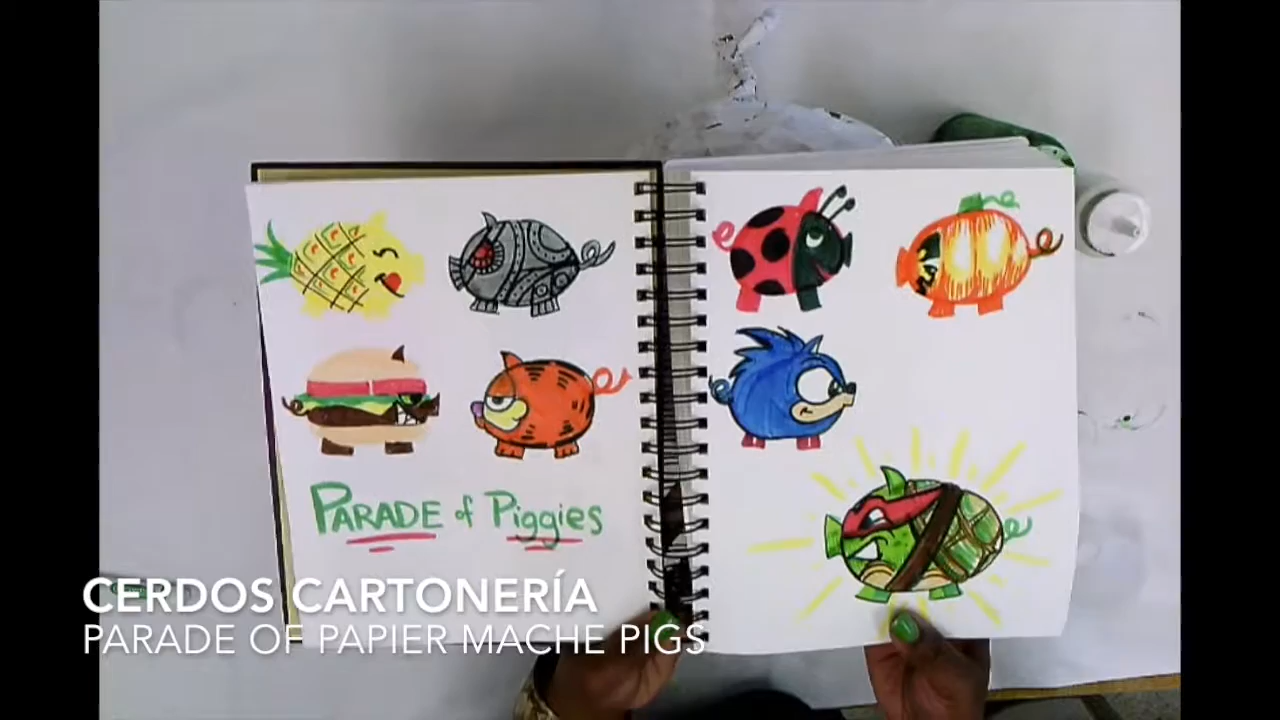 PARADE of Piggies
CERDOS CARTONERÍA
PARADE OF PAPIER MACHE PIGS